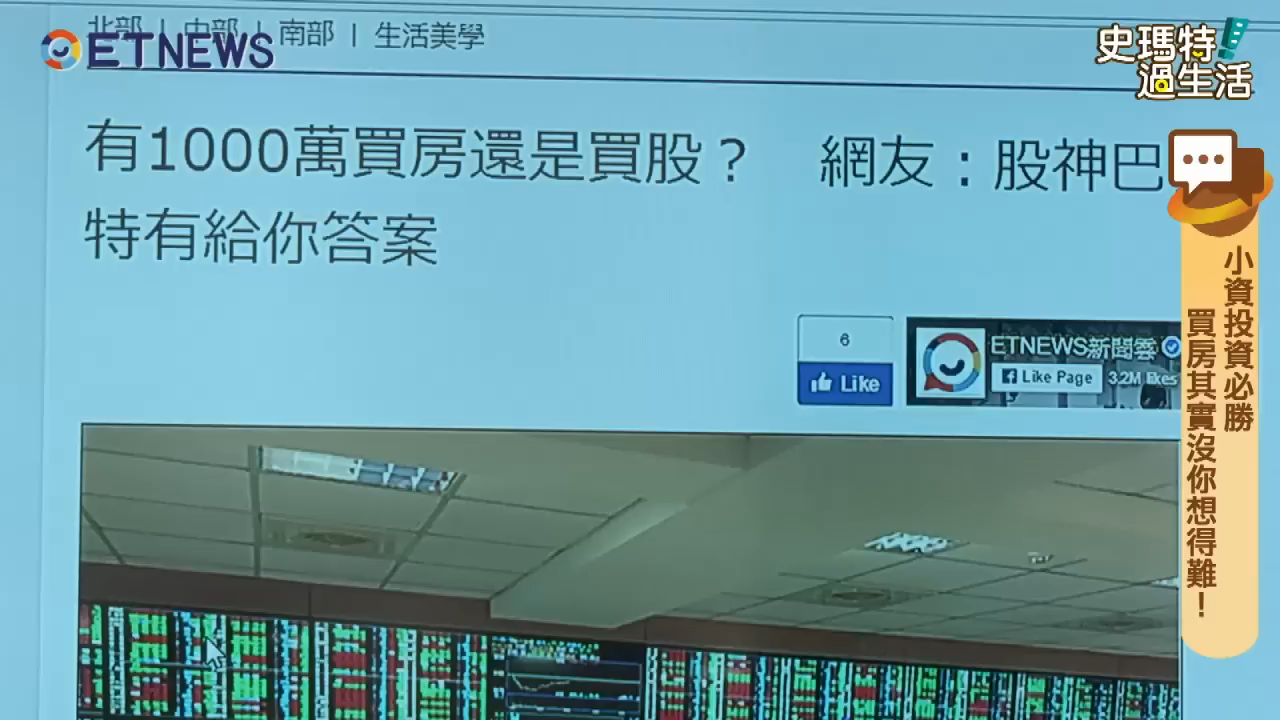 北部 | 中部 | 南部 | 生活美學
ETNEWS
史瑪特
過生活
有1000萬買房還是買股？ 網友：股神巴
特有給你答案
小資投資必勝
買房其實沒你想得難！
6
Like
ETNEWS新聞雲
Like Page
3.2M likes